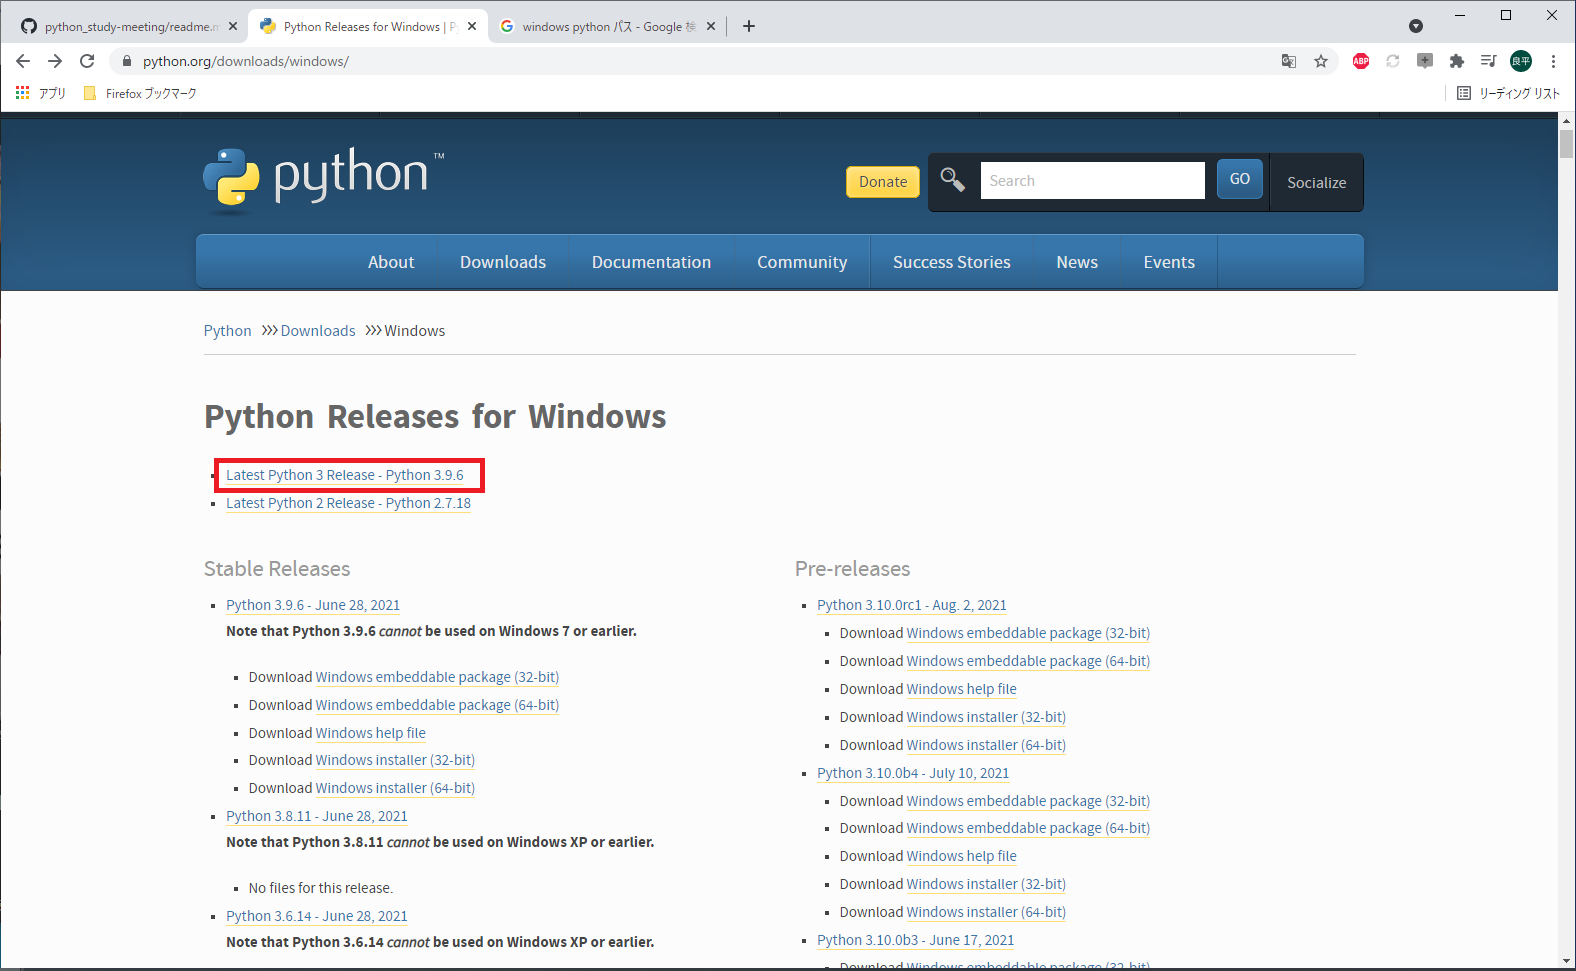 python_study-meeting/readme.m
Python Releases for Windows | P
windows python パス - Google 検
python.org/downloads/windows/
ABP
良平
アプリ
Firefox ブックマーク
リーディング リスト
python™
Donate
Search
GO
Socialize
About
Downloads
Documentation
Community
Success Stories
News
Events
Python >>> Downloads >>> Windows
Python Releases for Windows
Latest Python 3 Release - Python 3.9.6
Latest Python 2 Release - Python 2.7.18
Stable Releases
Python 3.9.6 - June 28, 2021
Note that Python 3.9.6 cannot be used on Windows 7 or earlier.
Download Windows embeddable package (32-bit)
Download Windows embeddable package (64-bit)
Download Windows help file
Download Windows installer (32-bit)
Download Windows installer (64-bit)
Python 3.8.11 - June 28, 2021
Note that Python 3.8.11 cannot be used on Windows XP or earlier.
No files for this release.
Python 3.6.14 - June 28, 2021
Note that Python 3.6.14 cannot be used on Windows XP or earlier.
Pre-releases
Python 3.10.0rc1 - Aug. 2, 2021
Download Windows embeddable package (32-bit)
Download Windows embeddable package (64-bit)
Download Windows help file
Download Windows installer (32-bit)
Download Windows installer (64-bit)
Python 3.10.0b4 - July 10, 2021
Download Windows embeddable package (32-bit)
Download Windows embeddable package (64-bit)
Download Windows help file
Download Windows installer (32-bit)
Download Windows installer (64-bit)
Python 3.10.0b3 - June 17, 2021
Download Windows embeddable package (32-bit)